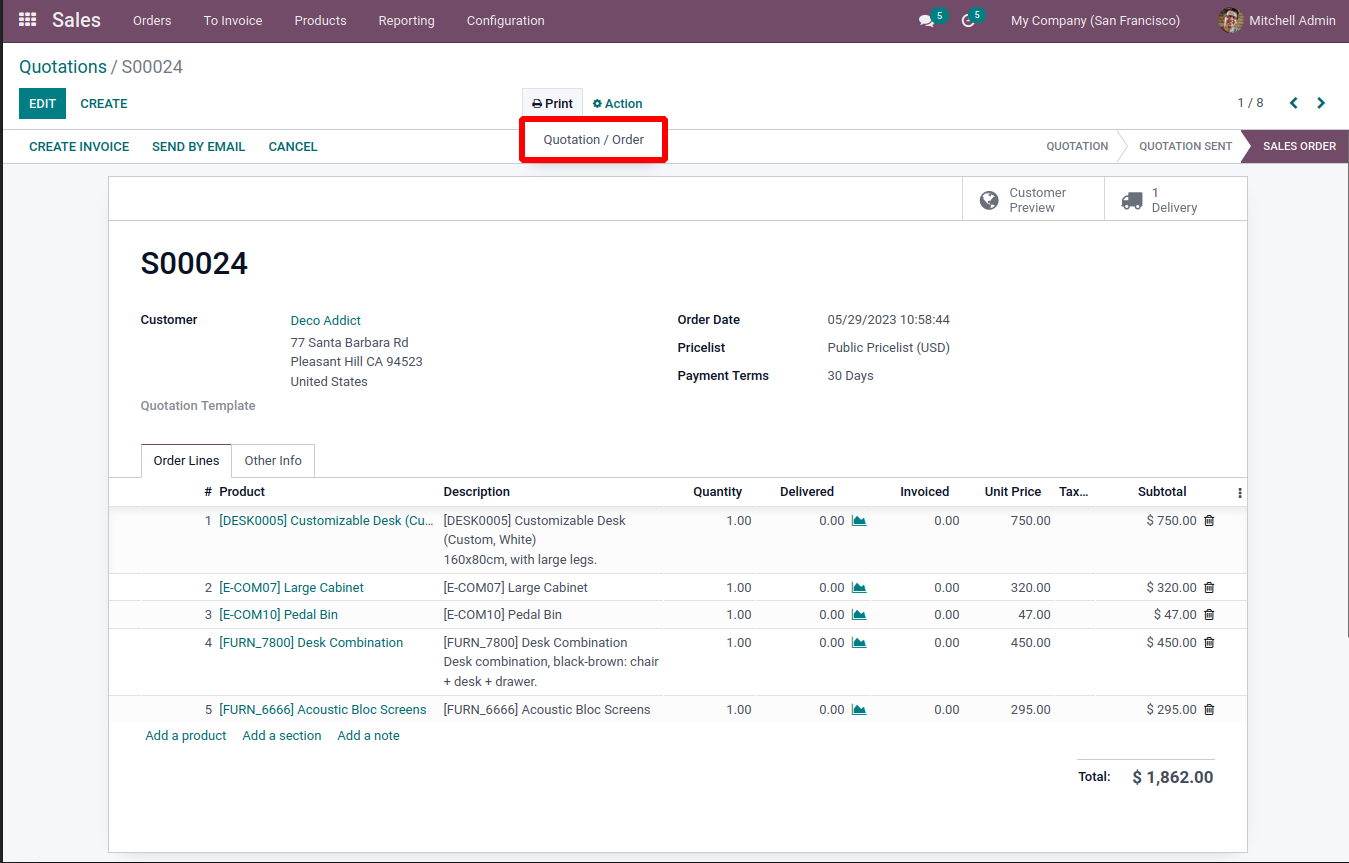 Sales Orders To Invoice Products Reporting Configuration 5 5 My Company (San Francisco) Mitchell Admin
Quotations / S00024
EDIT CREATE Print Action 1 / 8
Quotation / Order
CREATE INVOICE SEND BY EMAIL CANCEL QUOTATION QUOTATION SENT SALES ORDER
Customer
Preview
1
Delivery
S00024
Customer Deco Addict
77 Santa Barbara Rd
Pleasant Hill CA 94523
United States
Quotation Template
Order Date 05/29/2023 10:58:44
Pricelist Public Pricelist (USD)
Payment Terms 30 Days
Order Lines Other Info
# Product Description Quantity Delivered Invoiced Unit Price Tax... Subtotal
1 [DESK0005] Customizable Desk (Cu... [DESK0005] Customizable Desk 1.00 0.00 0.00 750.00 $ 750.00
(Custom, White)
160x80cm, with large legs.
2 [E-COM07] Large Cabinet [E-COM07] Large Cabinet 1.00 0.00 0.00 320.00 $ 320.00
3 [E-COM10] Pedal Bin [E-COM10] Pedal Bin 1.00 0.00 0.00 47.00 $ 47.00
4 [FURN_7800] Desk Combination [FURN_7800] Desk Combination 1.00 0.00 0.00 450.00 $ 450.00
Desk combination, black-brown: chair
+ desk + drawer.
5 [FURN_6666] Acoustic Bloc Screens [FURN_6666] Acoustic Bloc Screens 1.00 0.00 0.00 295.00 $ 295.00
Add a product Add a section Add a note
Total: $ 1,862.00